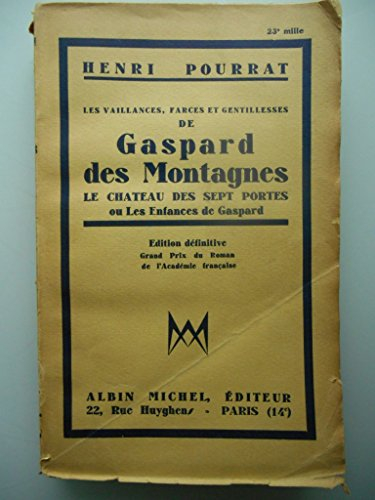 23e mille
HENRI POURRAT
LES VAILLANCES, FARCES ET GENTILLESSES
DE
Gaspard
des Montagnes
LE CHATEAU DES SEPT PORTES
ou Les Enfances de Gaspard
Edition définitive
Grand Prix du Roman
de l'Académie française
ALBIN MICHEL, ÉDITEUR
22, Rue Huyghens - PARIS (14e)